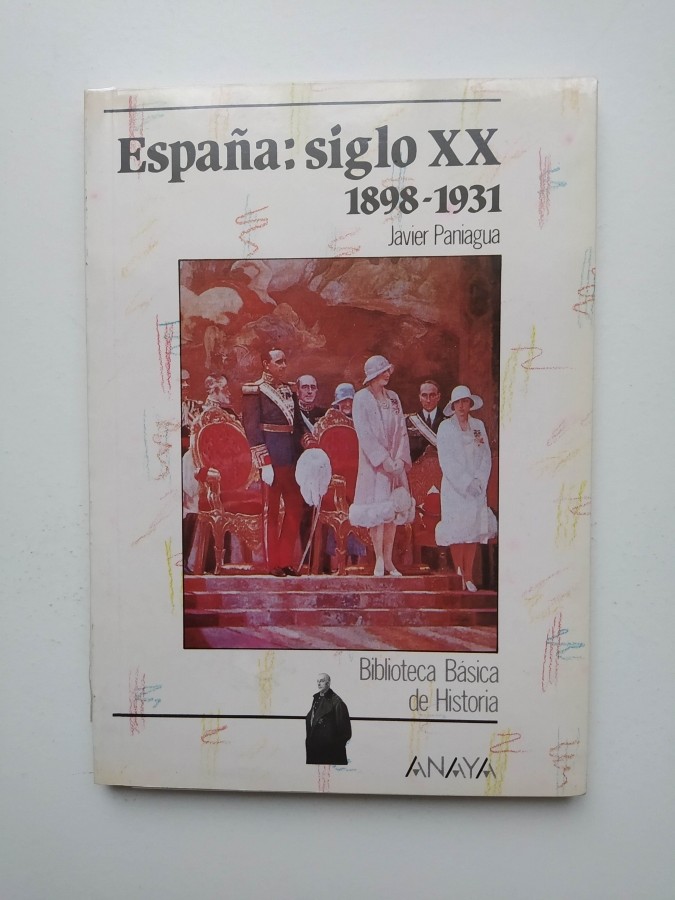 España: siglo XX
1898-1931
Javier Paniagua
Biblioteca Básica
de Historia
ANAYA